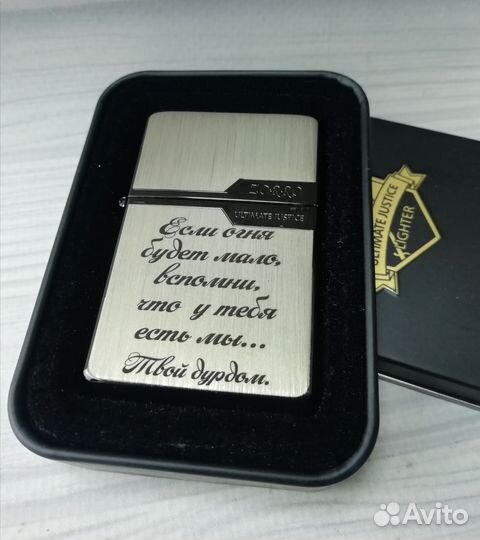 ZORRO
ULTIMATE JUSTICE
Если огня
будет мало,
вспомни,
что у тебя
есть мы...
Твой дурдом.
ULTIMATE JUSTICE
LIGHTER
Avito